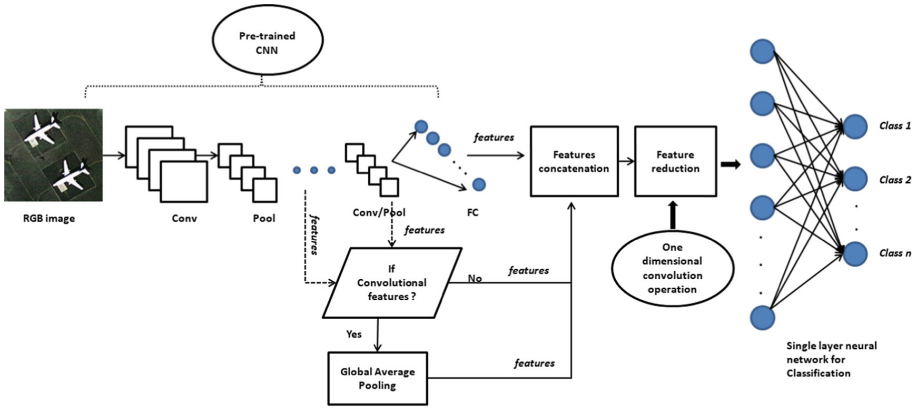 Pre-trained
CNN
RGB image
Conv
Pool
Conv/Pool
FC
features
features
features
Features
concatenation
Feature
reduction
One
dimensional
convolution
operation
If
Convolutional
features ?
No
features
Yes
Global Average
Pooling
features
Class 1
Class 2
Class n
Single layer neural
network for
Classification